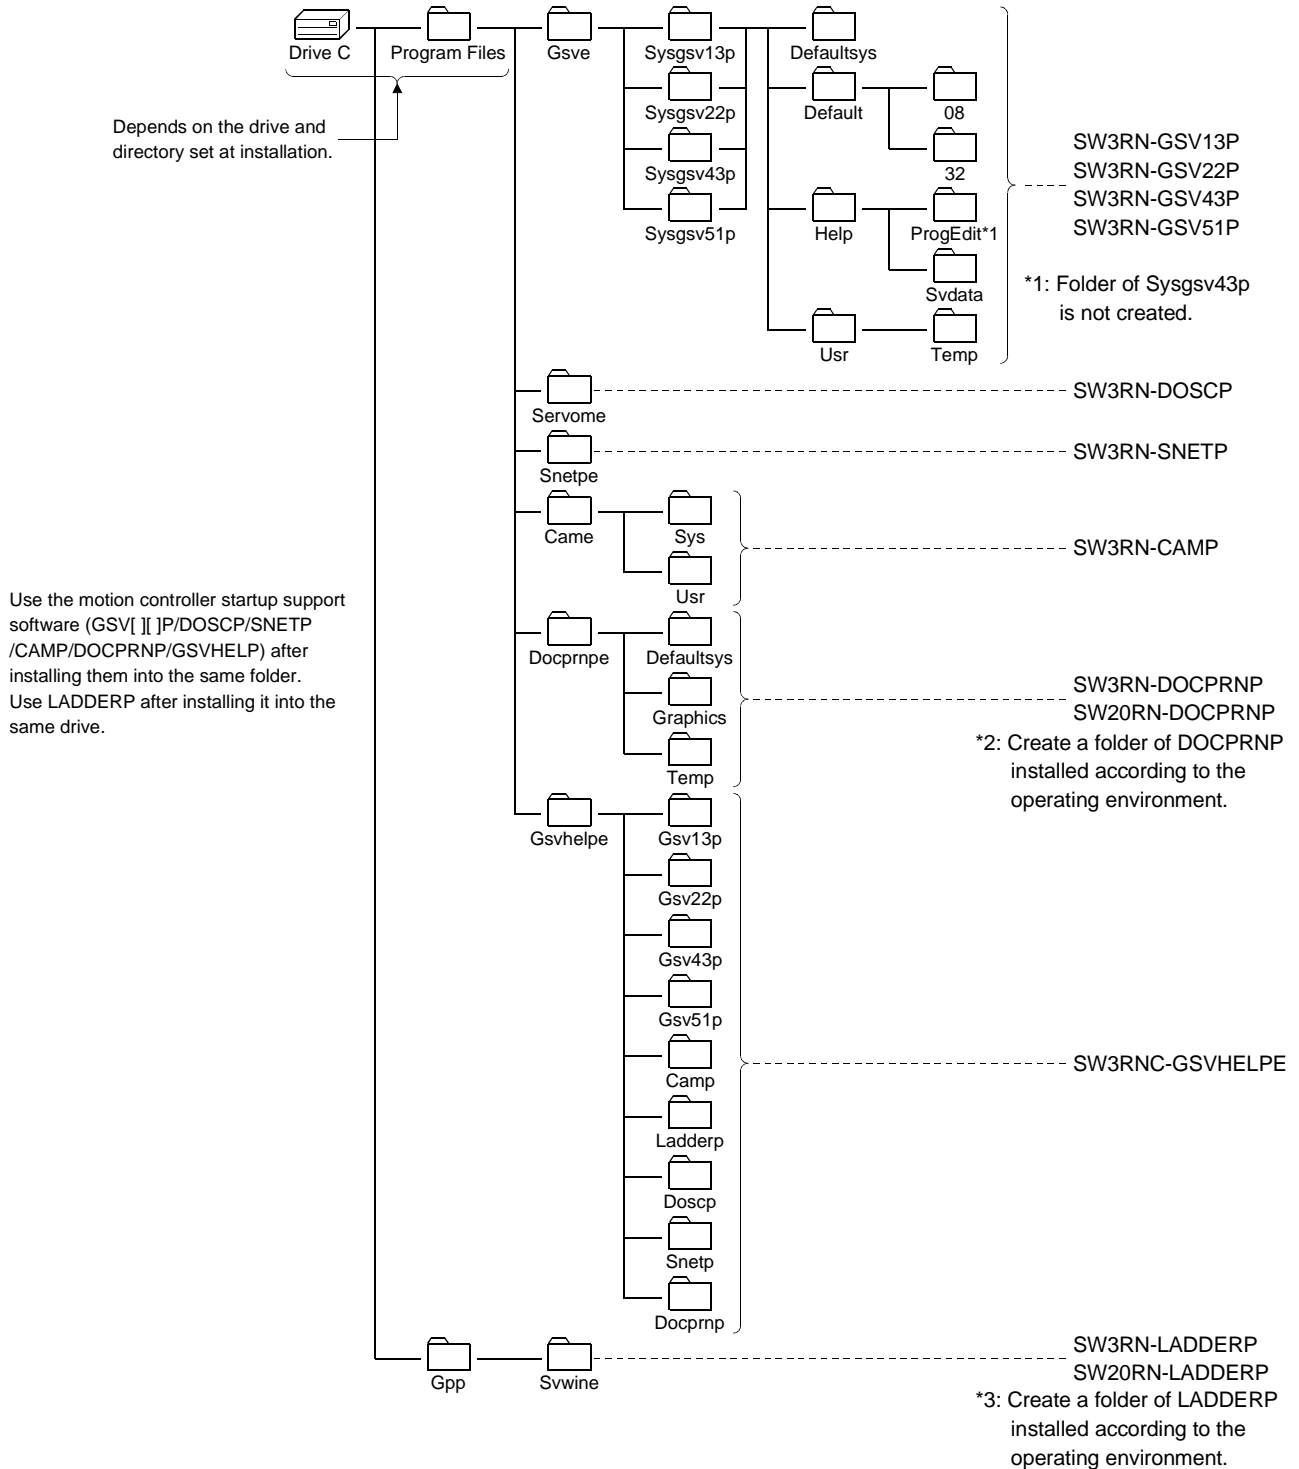 Drive C
Program Files
Gsve
Sysgsv13p
Defaultsys
Sysgsv22p
Default
08
Depends on the drive and
directory set at installation.
Sysgsv43p
32
SW3RN-GSV13P
SW3RN-GSV22P
SW3RN-GSV43P
SW3RN-GSV51P
Sysgsv51p
Help
ProgEdit*1
Svdata
*1: Folder of Sysgsv43p
is not created.
Usr
Temp
Servome
SW3RN-DOSCP
Snetpe
SW3RN-SNETP
Came
Sys
Usr
SW3RN-CAMP
Use the motion controller startup support
software (GSV[ ][ ]P/DOSCP/SNETP
/CAMP/DOCPRNP/GSVHELP) after
installing them into the same folder.
Use LADDERP after installing it into the
same drive.
Docprnpe
Defaultsys
Graphics
Temp
SW3RN-DOCPRNP
SW20RN-DOCPRNP
*2: Create a folder of DOCPRNP
installed according to the
operating environment.
Gsvhelpe
Gsv13p
Gsv22p
Gsv43p
Gsv51p
Camp
SW3RNC-GSVHELPE
Ladderp
Doscp
Snetp
Docprnp
Gpp
Svwine
SW3RN-LADDERP
SW20RN-LADDERP
*3: Create a folder of LADDERP
installed according to the
operating environment.